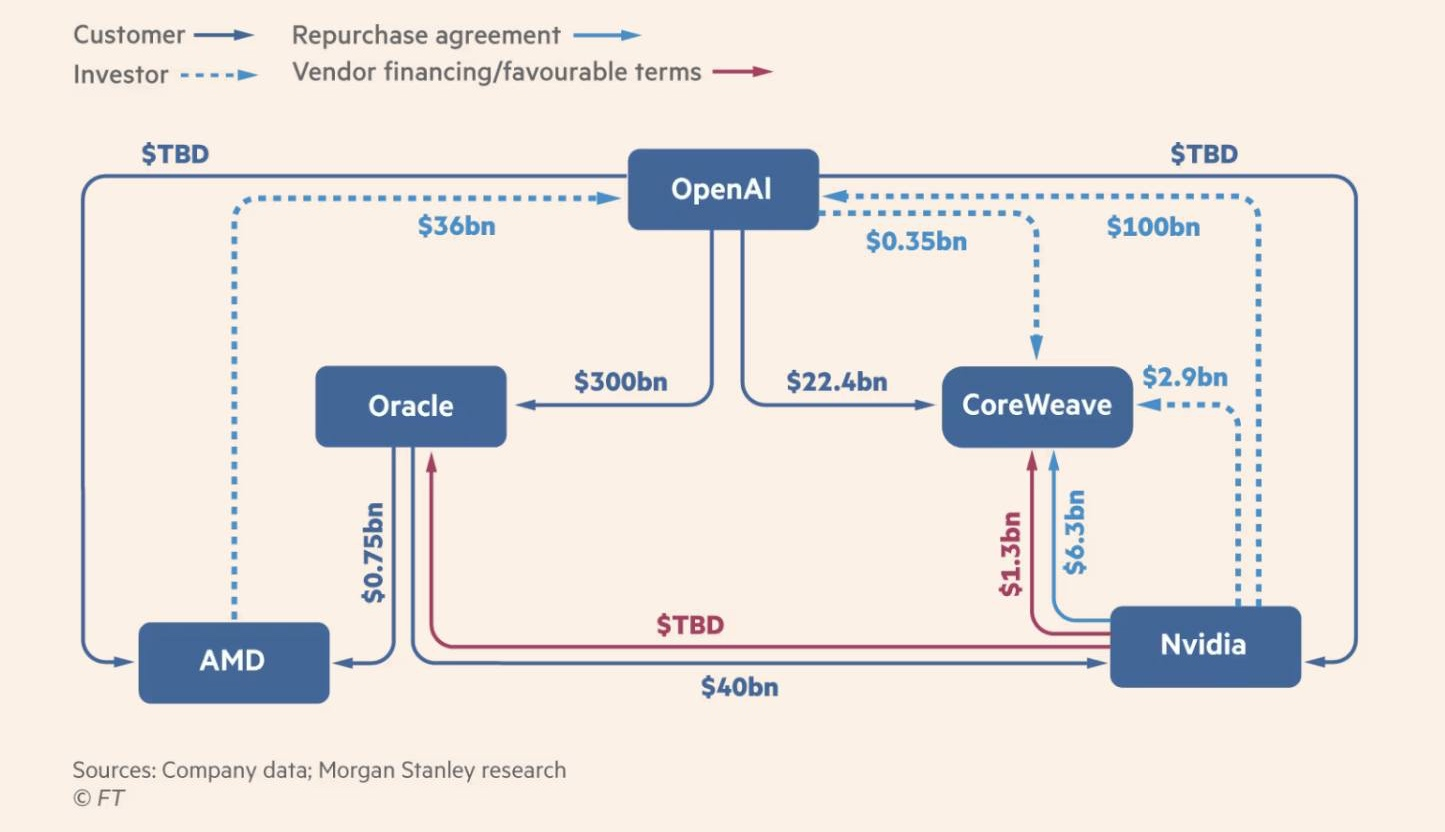 Customer
Repurchase agreement
Investor
Vendor financing/favourable terms
$TBD
$TBD
OpenAI
$36bn
$0.35bn
$100bn
$300bn
$22.4bn
$2.9bn
Oracle
CoreWeave
$0.75bn
$1.3bn
$6.3bn
$TBD
AMD
Nvidia
$40bn
Sources: Company data; Morgan Stanley research
© FT